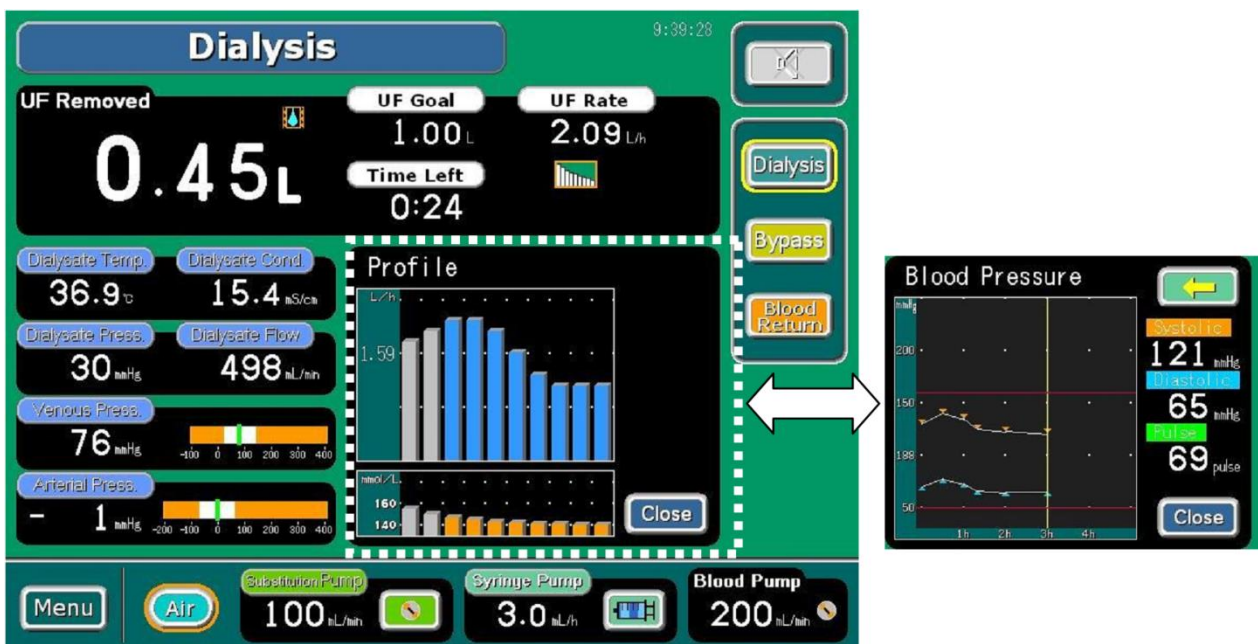 Dialysis
9:39:28
UF Removed
0.45L
UF Goal
1.00L
UF Rate
2.09L/h
Time Left
0:24
Dialysate Temp.
36.9℃
Dialysate Cond
15.4mS/cm
Dialysate Press.
30mmHg
Dialysate Flow
498mL/min
Venous Press.
76mmHg
-100 0 100 200 300 400
Arterial Press.
- 1mmHg
-200 -100 0 100 200 300 400
Profile
L/h
1.59
mmol/L
160
140
Close
Dialysis
Bypass
Blood
Return
Menu
Air
Substitution Pump
100mL/min
Syringe Pump
3.0mL/h
Blood Pump
200mL/min
Blood Pressure
mmHg
200
150
100
50
1h 2h 3h 4h
Systolic
121mmHg
Diastolic
65mmHg
Pulse
69pulse
Close